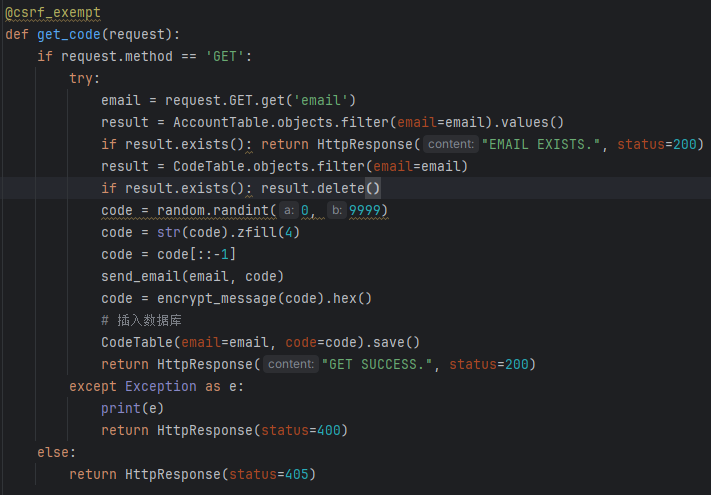 @csrf_exempt
def get_code(request):
    if request.method == 'GET':
        try:
            email = request.GET.get('email')
            result = AccountTable.objects.filter(email=email).values()
            if result.exists(): return HttpResponse( content: "EMAIL EXISTS.", status=200)
            result = CodeTable.objects.filter(email=email)
            if result.exists(): result.delete()
            code = random.randint( a: 0,  b: 9999)
            code = str(code).zfill(4)
            code = code[::-1]
            send_email(email, code)
            code = encrypt_message(code).hex()
            # 插入数据库
            CodeTable(email=email, code=code).save()
            return HttpResponse( content: "GET SUCCESS.", status=200)
        except Exception as e:
            print(e)
            return HttpResponse(status=400)
    else:
        return HttpResponse(status=405)